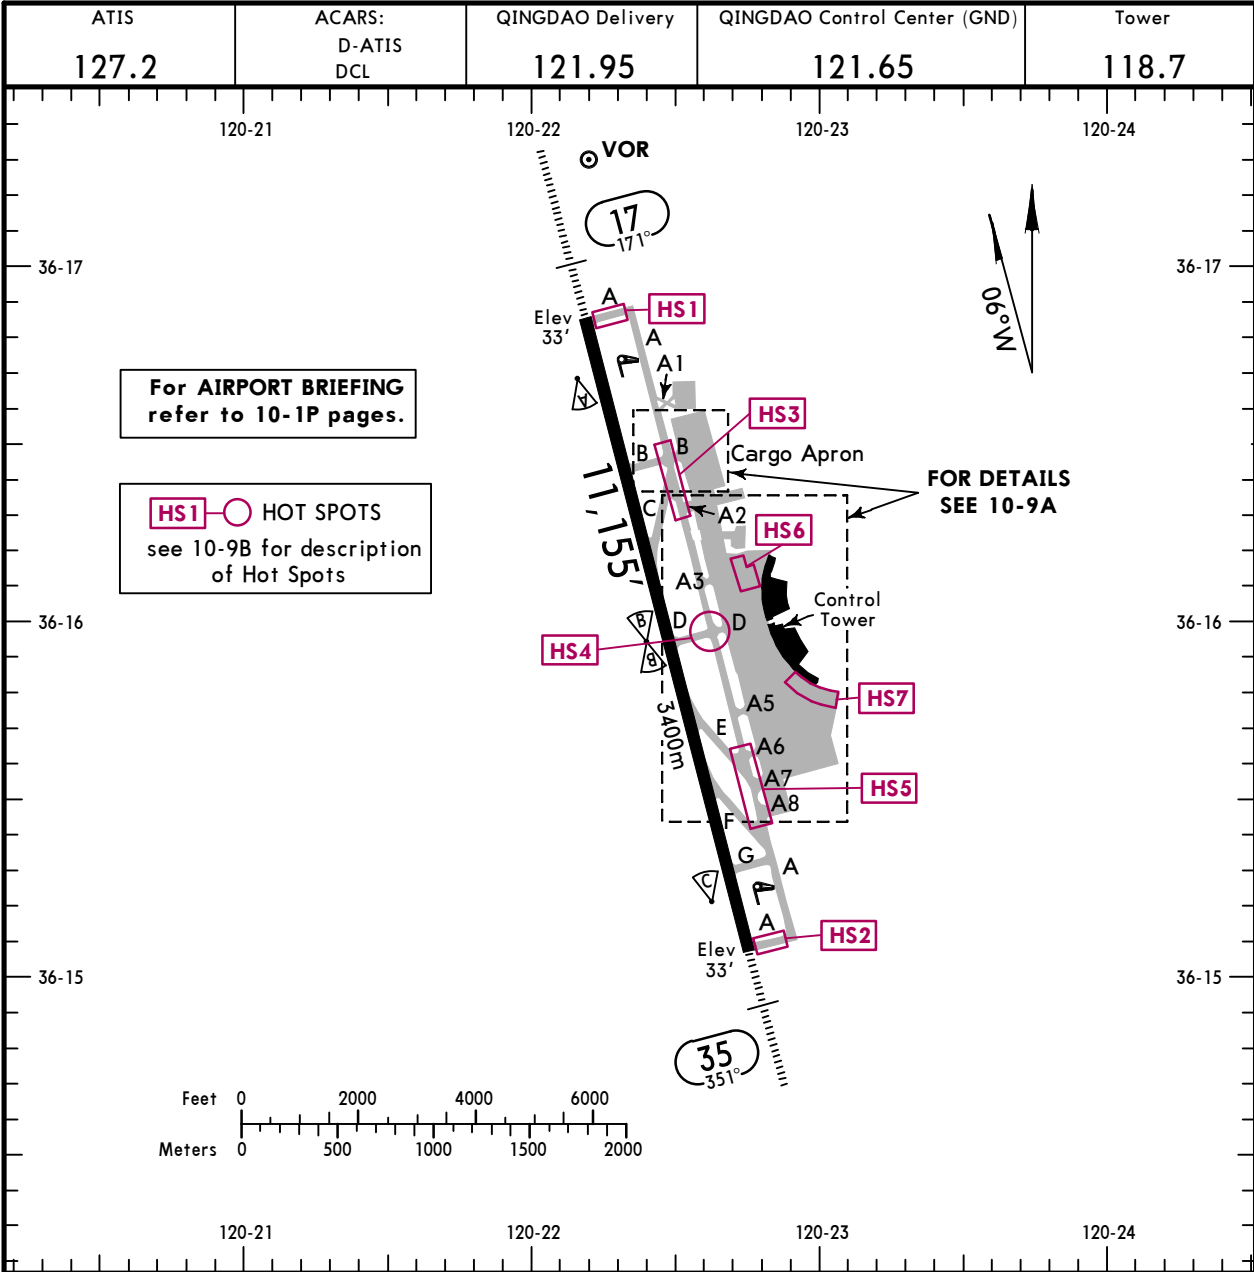 ATIS
127.2
ACARS:
D-ATIS
DCL
QINGDAO Delivery
121.95
QINGDAO Control Center (GND)
121.65
Tower
118.7
120-21
120-22
120-23
120-24
VOR
17
171°
06°W
36-17
36-17
Elev
33'
A
HS1
A
A1
A
For AIRPORT BRIEFING
refer to 10-1P pages.
HS3
B
B
Cargo Apron
FOR DETAILS
SEE 10-9A
HS1
HOT SPOTS
see 10-9B for description
of Hot Spots
C
A2
HS6
11,155'
A3
36-16
36-16
Control
Tower
D
D
B
B
HS4
HS7
A5
3400m
E
A6
A7
HS5
A8
F
G
A
C
A
HS2
Elev
33'
36-15
36-15
35
351°
Feet 0 2000 4000 6000
Meters 0 500 1000 1500 2000
120-21
120-22
120-23
120-24